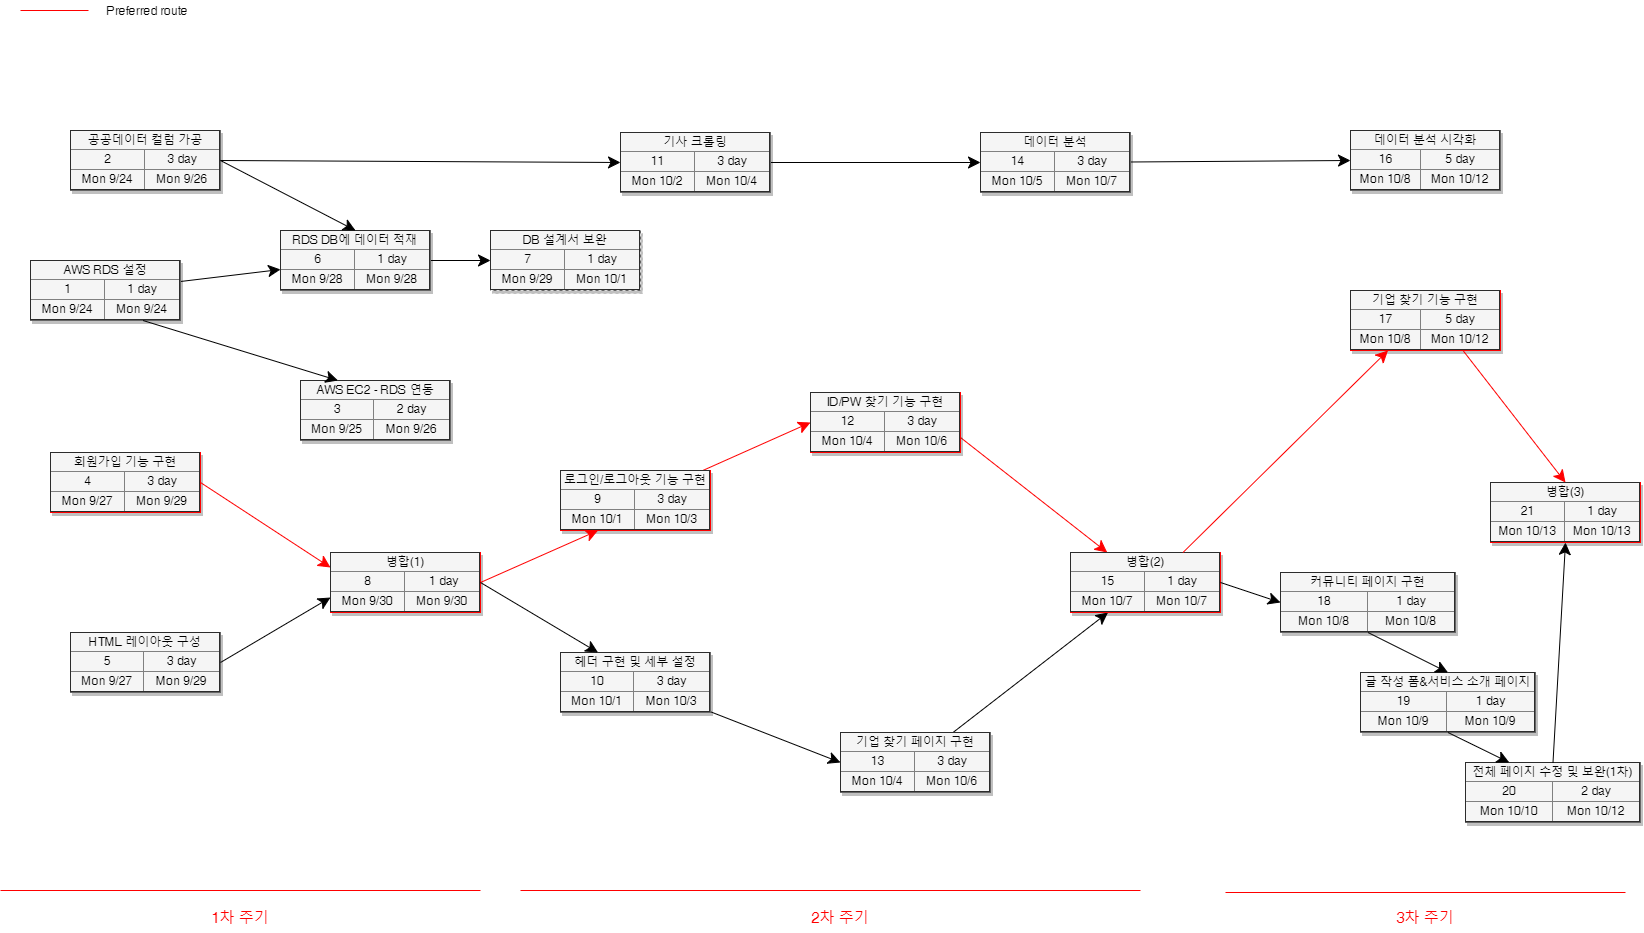 Preferred route
공공데이터 컬럼 가공
2 3 day
Mon 9/24 Mon 9/26
기사 크롤링
11 3 day
Mon 10/2 Mon 10/4
데이터 분석
14 3 day
Mon 10/5 Mon 10/7
데이터 분석 시각화
16 5 day
Mon 10/8 Mon 10/12
RDS DB에 데이터 적재
6 1 day
Mon 9/28 Mon 9/28
DB 설계서 보완
7 1 day
Mon 9/29 Mon 10/1
AWS RDS 설정
1 1 day
Mon 9/24 Mon 9/24
기업 찾기 기능 구현
17 5 day
Mon 10/8 Mon 10/12
AWS EC2 - RDS 연동
3 2 day
Mon 9/25 Mon 9/26
ID/PW 찾기 기능 구현
12 3 day
Mon 10/4 Mon 10/6
회원가입 기능 구현
4 3 day
Mon 9/27 Mon 9/29
로그인/로그아웃 기능 구현
9 3 day
Mon 10/1 Mon 10/3
병합(3)
21 1 day
Mon 10/13 Mon 10/13
병합(1)
8 1 day
Mon 9/30 Mon 9/30
병합(2)
15 1 day
Mon 10/7 Mon 10/7
커뮤니티 페이지 구현
18 1 day
Mon 10/8 Mon 10/8
HTML 레이아웃 구성
5 3 day
Mon 9/27 Mon 9/29
헤더 구현 및 세부 설정
10 3 day
Mon 10/1 Mon 10/3
글 작성 폼&서비스 소개 페이지
19 1 day
Mon 10/9 Mon 10/9
기업 찾기 페이지 구현
13 3 day
Mon 10/4 Mon 10/6
전체 페이지 수정 및 보완(1차)
20 2 day
Mon 10/10 Mon 10/12
1차 주기
2차 주기
3차 주기